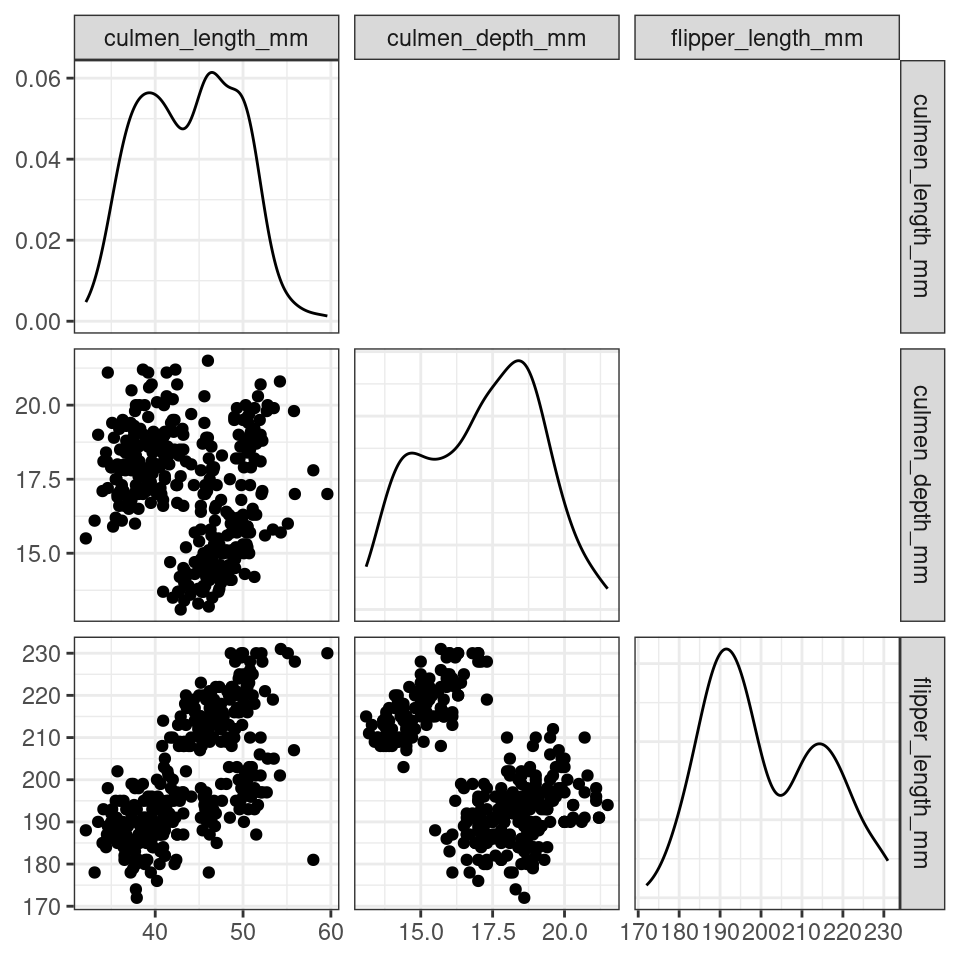 culmen_length_mm culmen_depth_mm flipper_length_mm
0.06
0.04
0.02
0.00
culmen_length_mm
20.0
17.5
15.0
culmen_depth_mm
230
220
210
200
190
180
170
flipper_length_mm
40 50 60 15.0 17.5 20.0 170 180 190 200 210 220 230